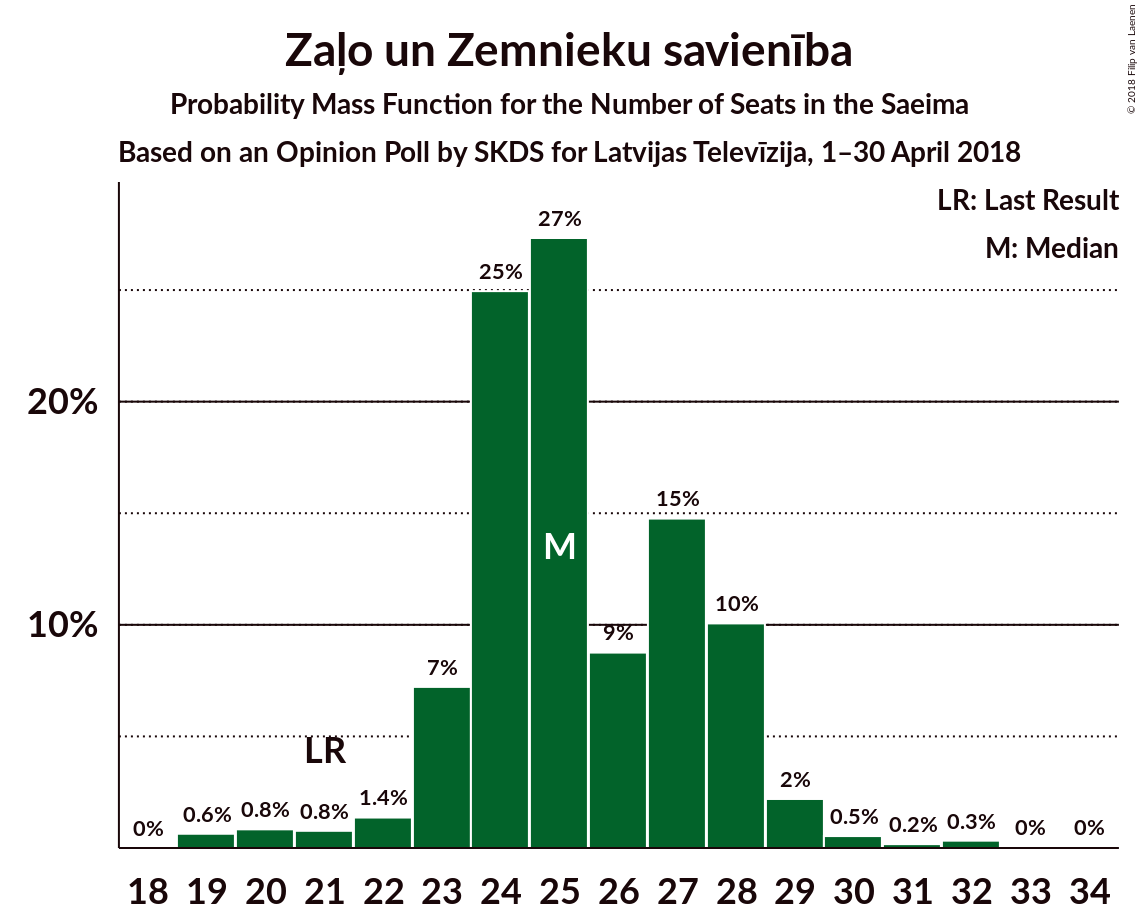 Zaļo un Zemnieku savienība
Probability Mass Function for the Number of Seats in the Saeima
Based on an Opinion Poll by SKDS for Latvijas Televīzija, 1–30 April 2018
© 2018 Filip van Laenen
LR: Last Result
M: Median
20%
10%
0%
0.6%
0.8%
0.8%
1.4%
7%
25%
27%
9%
15%
10%
2%
0.5%
0.2%
0.3%
0%
0%
LR
M
18 19 20 21 22 23 24 25 26 27 28 29 30 31 32 33 34